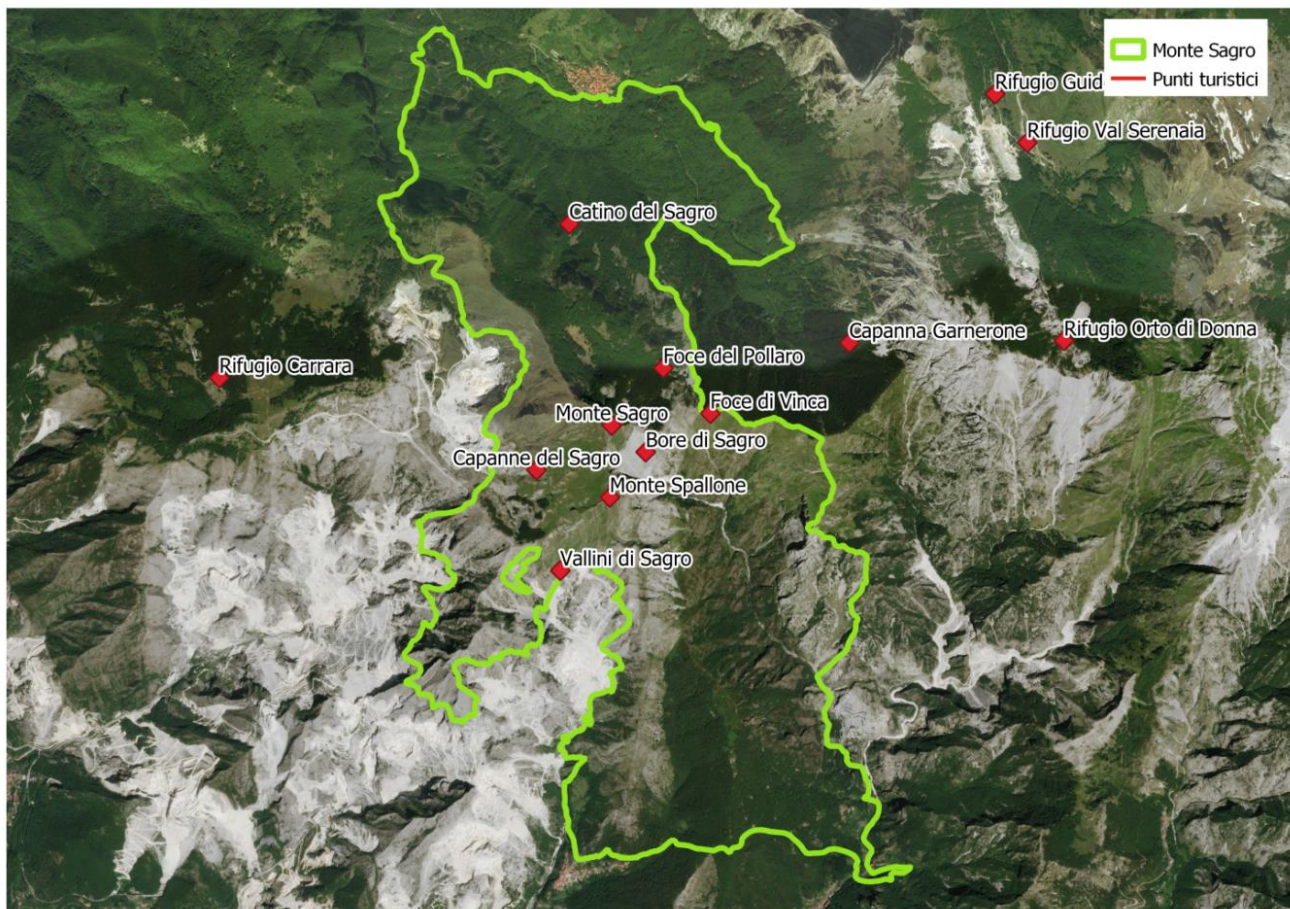 Monte Sagro
Punti turistici
Rifugio Guid
Rifugio Val Serenaia
Catino del Sagro
Capanna Garnerone
Rifugio Orto di Donna
Rifugio Carrara
Foce del Pollaro
Foce di Vinca
Monte Sagro
Bore di Sagro
Capanne del Sagro
Monte Spallone
Vallini di Sagro